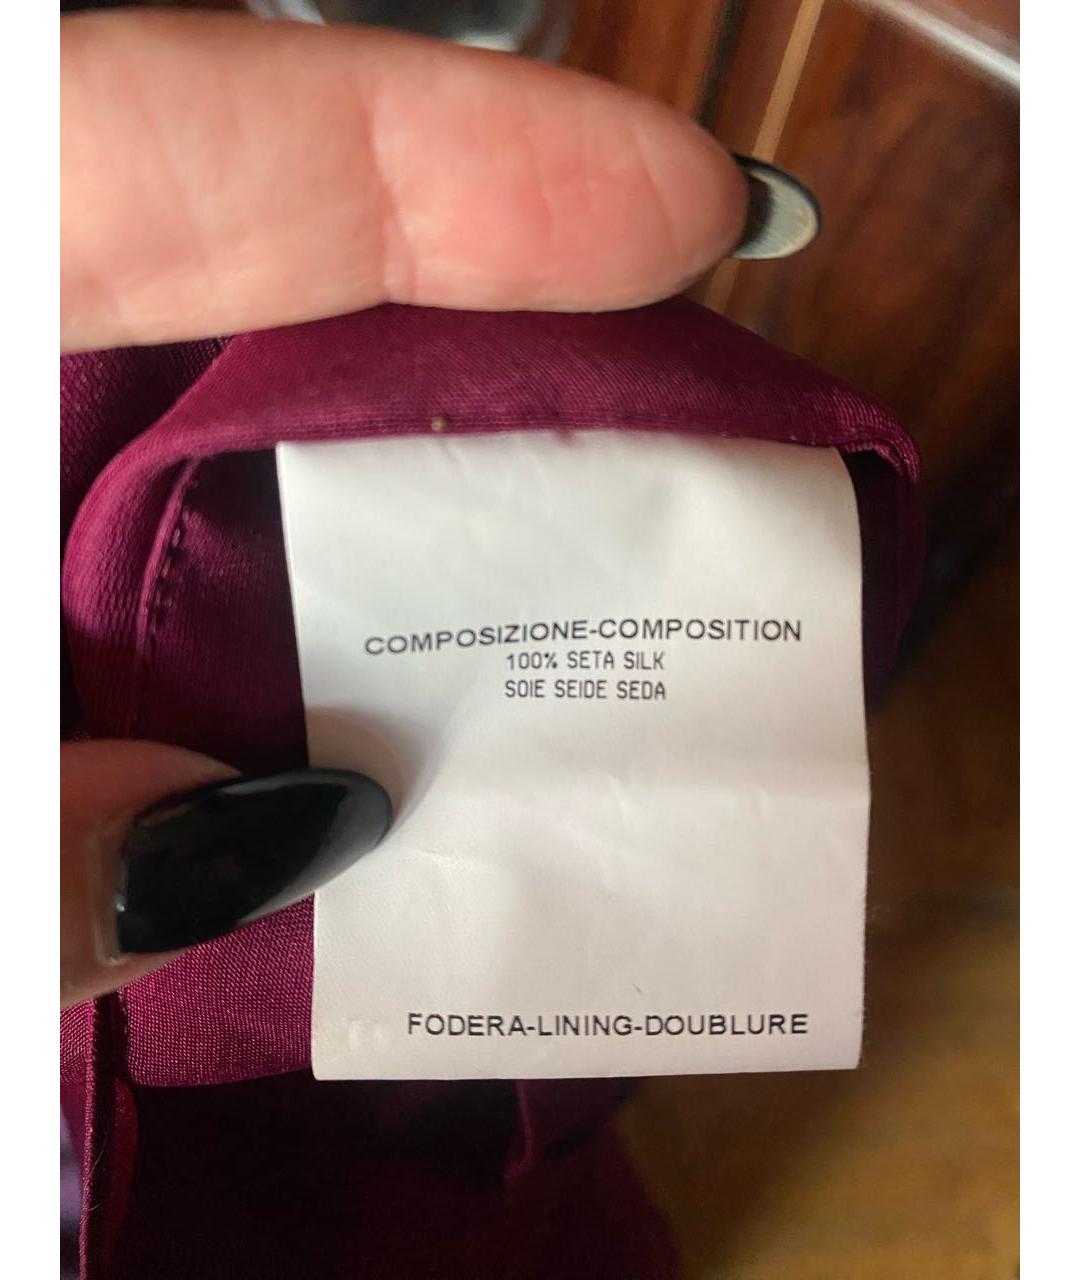 COMPOSIZIONE-COMPOSITION
100% SETA SILK
SOIE SEIDE SEDA
FODERA-LINING-DOUBLURE